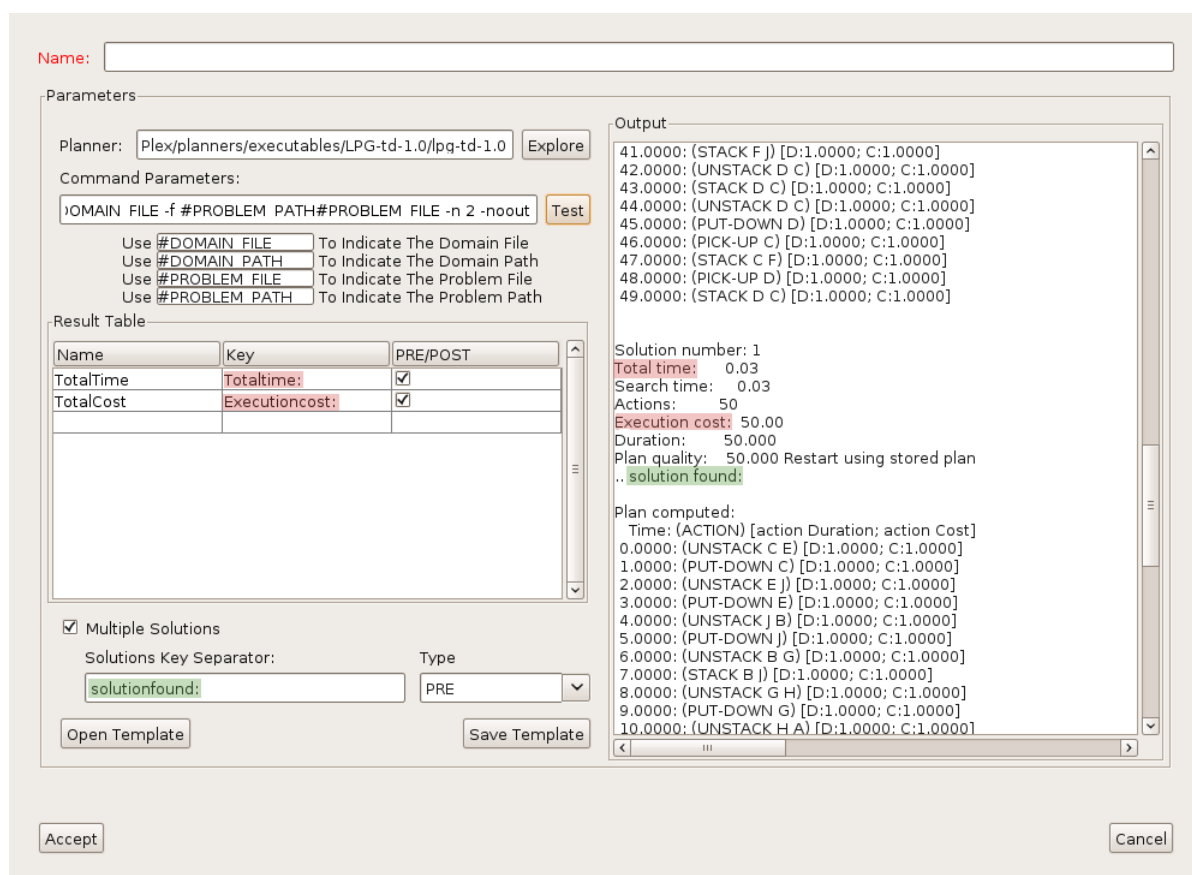 Name:
Parameters
Planner: Plex/planners/executables/LPG-td-1.0/lpg-td-1.0 Explore
Command Parameters:
OMAIN_FILE -f #PROBLEM_PATH#PROBLEM_FILE -n 2 -noout Test
Use #DOMAIN_FILE To Indicate The Domain File
Use #DOMAIN_PATH To Indicate The Domain Path
Use #PROBLEM_FILE To Indicate The Problem File
Use #PROBLEM_PATH To Indicate The Problem Path
Result Table
Name Key PRE/POST
TotalTime Totaltime:
TotalCost Executioncost:
Multiple Solutions
Solutions Key Separator: Type
solutionfound: PRE
Open Template Save Template
Output
41.0000: (STACK F J) [D:1.0000; C:1.0000]
42.0000: (UNSTACK D C) [D:1.0000; C:1.0000]
43.0000: (STACK D C) [D:1.0000; C:1.0000]
44.0000: (UNSTACK D C) [D:1.0000; C:1.0000]
45.0000: (PUT-DOWN D) [D:1.0000; C:1.0000]
46.0000: (PICK-UP C) [D:1.0000; C:1.0000]
47.0000: (STACK C F) [D:1.0000; C:1.0000]
48.0000: (PICK-UP D) [D:1.0000; C:1.0000]
49.0000: (STACK D C) [D:1.0000; C:1.0000]
Solution number: 1
Total time: 0.03
Search time: 0.03
Actions: 50
Execution cost: 50.00
Duration: 50.000
Plan quality: 50.000 Restart using stored plan
.. solution found:
Plan computed:
Time: (ACTION) [action Duration; action Cost]
0.0000: (UNSTACK C E) [D:1.0000; C:1.0000]
1.0000: (PUT-DOWN C) [D:1.0000; C:1.0000]
2.0000: (UNSTACK E J) [D:1.0000; C:1.0000]
3.0000: (PUT-DOWN E) [D:1.0000; C:1.0000]
4.0000: (UNSTACK J B) [D:1.0000; C:1.0000]
5.0000: (PUT-DOWN J) [D:1.0000; C:1.0000]
6.0000: (UNSTACK B G) [D:1.0000; C:1.0000]
7.0000: (STACK B J) [D:1.0000; C:1.0000]
8.0000: (UNSTACK G H) [D:1.0000; C:1.0000]
9.0000: (PUT-DOWN G) [D:1.0000; C:1.0000]
10.0000: (UNSTACK H A) [D:1.0000; C:1.0000]
Accept Cancel